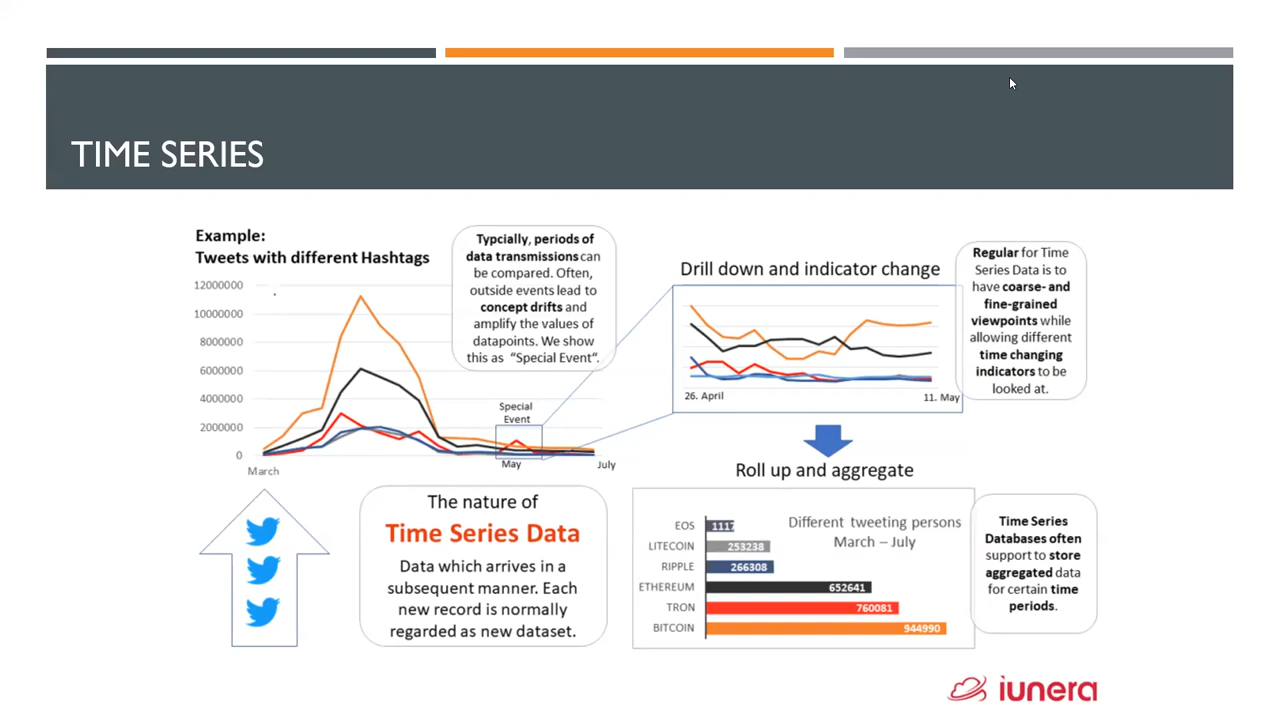 TIME SERIES
Example:
Tweets with different Hashtags
12000000
10000000
8000000
6000000
4000000
2000000
0
March
Special
Event
May
July
Typcially, periods of
data transmissions can
be compared. Often,
outside events lead to
concept drifts and
amplify the values of
datapoints. We show
this as "Special Event“.
Drill down and indicator change
26. April
11. May
Regular for Time
Series Data is to
have coarse- and
fine-grained
viewpoints while
allowing different
time changing
indicators to be
looked at.
The nature of
Time Series Data
Data which arrives in a
subsequent manner. Each
new record is normally
regarded as new dataset.
Roll up and aggregate
Different tweeting persons
March – July
EOS 1117
LITECOIN 253238
RIPPLE 266308
ETHEREUM 652641
TRON 760081
BITCOIN 944990
Time Series
Databases often
support to store
aggregated data
for certain time
periods.
iunera